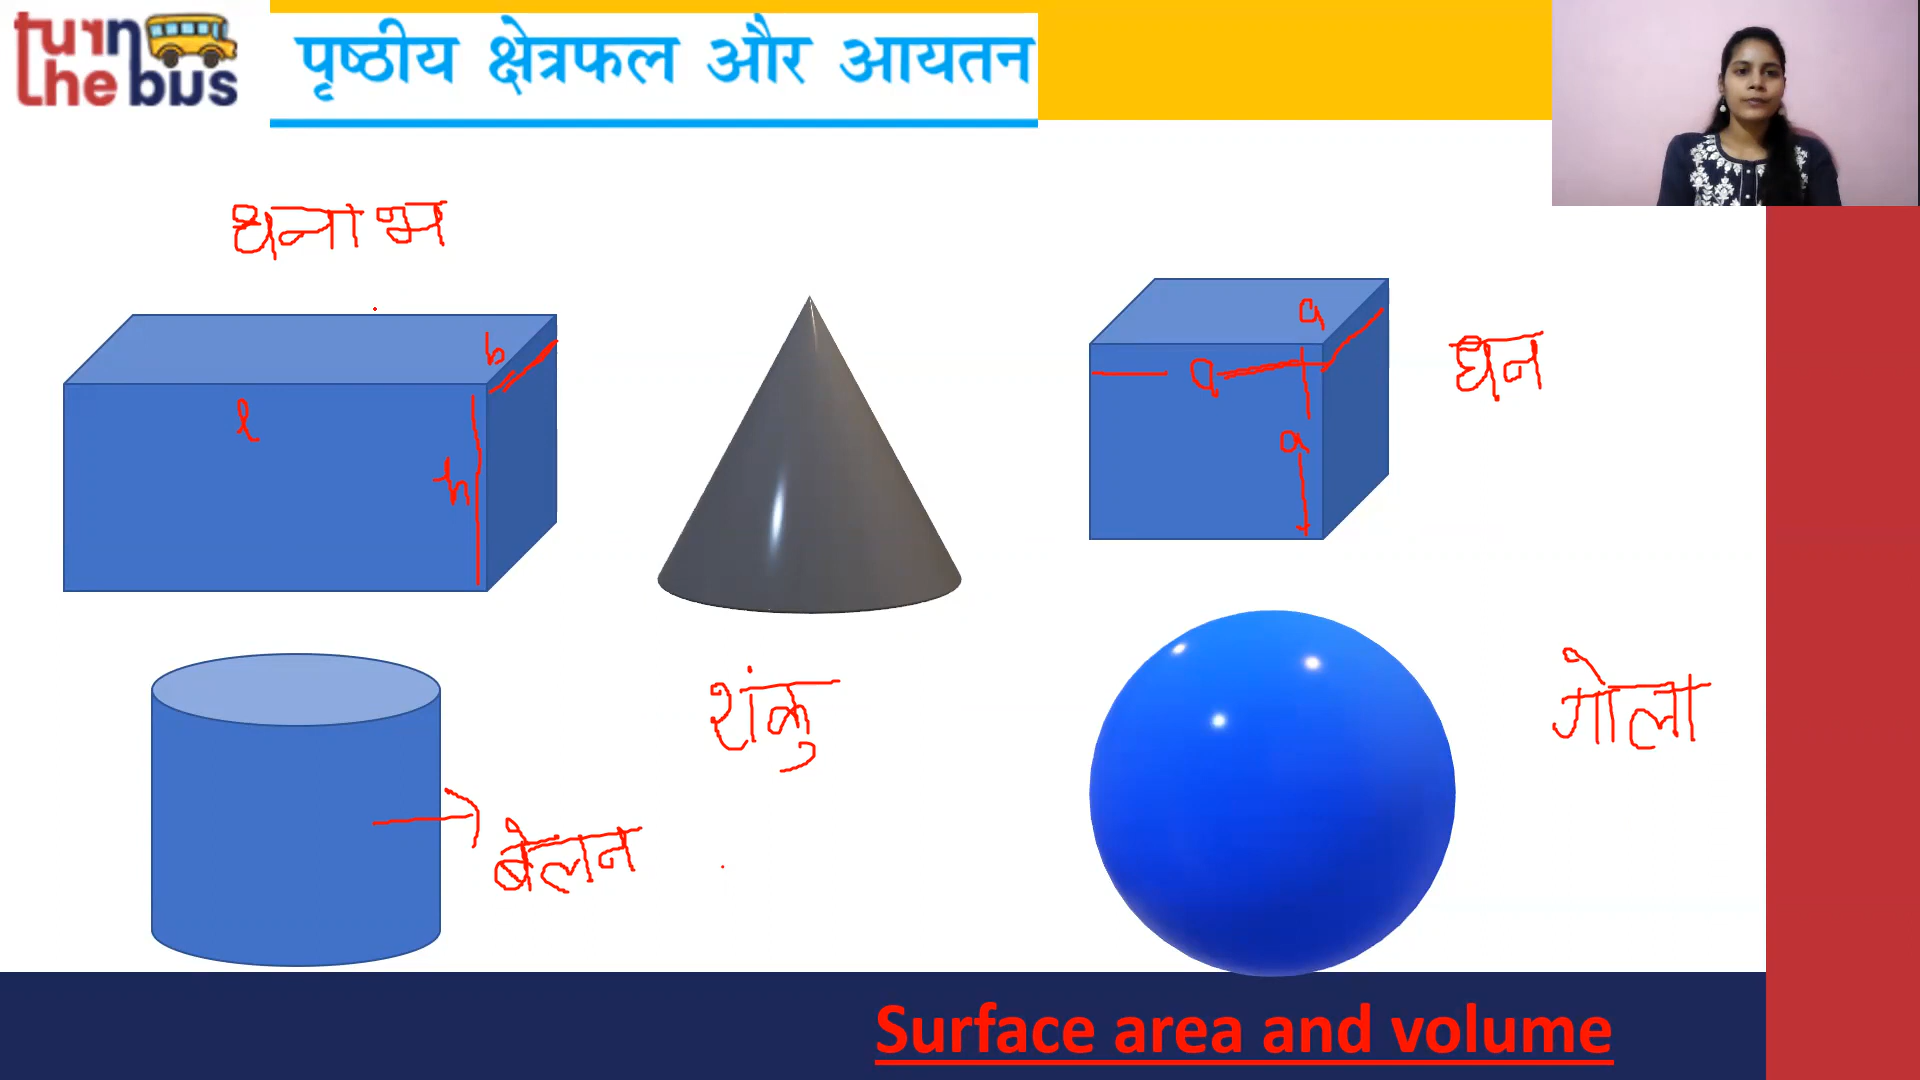 turn
the bus
पृष्ठीय क्षेत्रफल और आयतन
घनाभ
b
l
h
a
a
a
घन
शंकु
गोला
बेलन
Surface area and volume